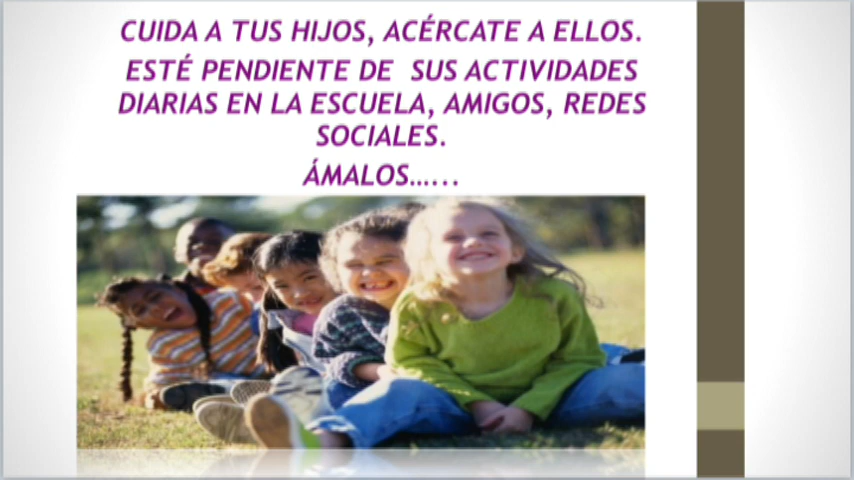 CUIDA A TUS HIJOS, ACÉRCATE A ELLOS.
ESTÉ PENDIENTE DE SUS ACTIVIDADES
DIARIAS EN LA ESCUELA, AMIGOS, REDES
SOCIALES.
ÁMALOS…...